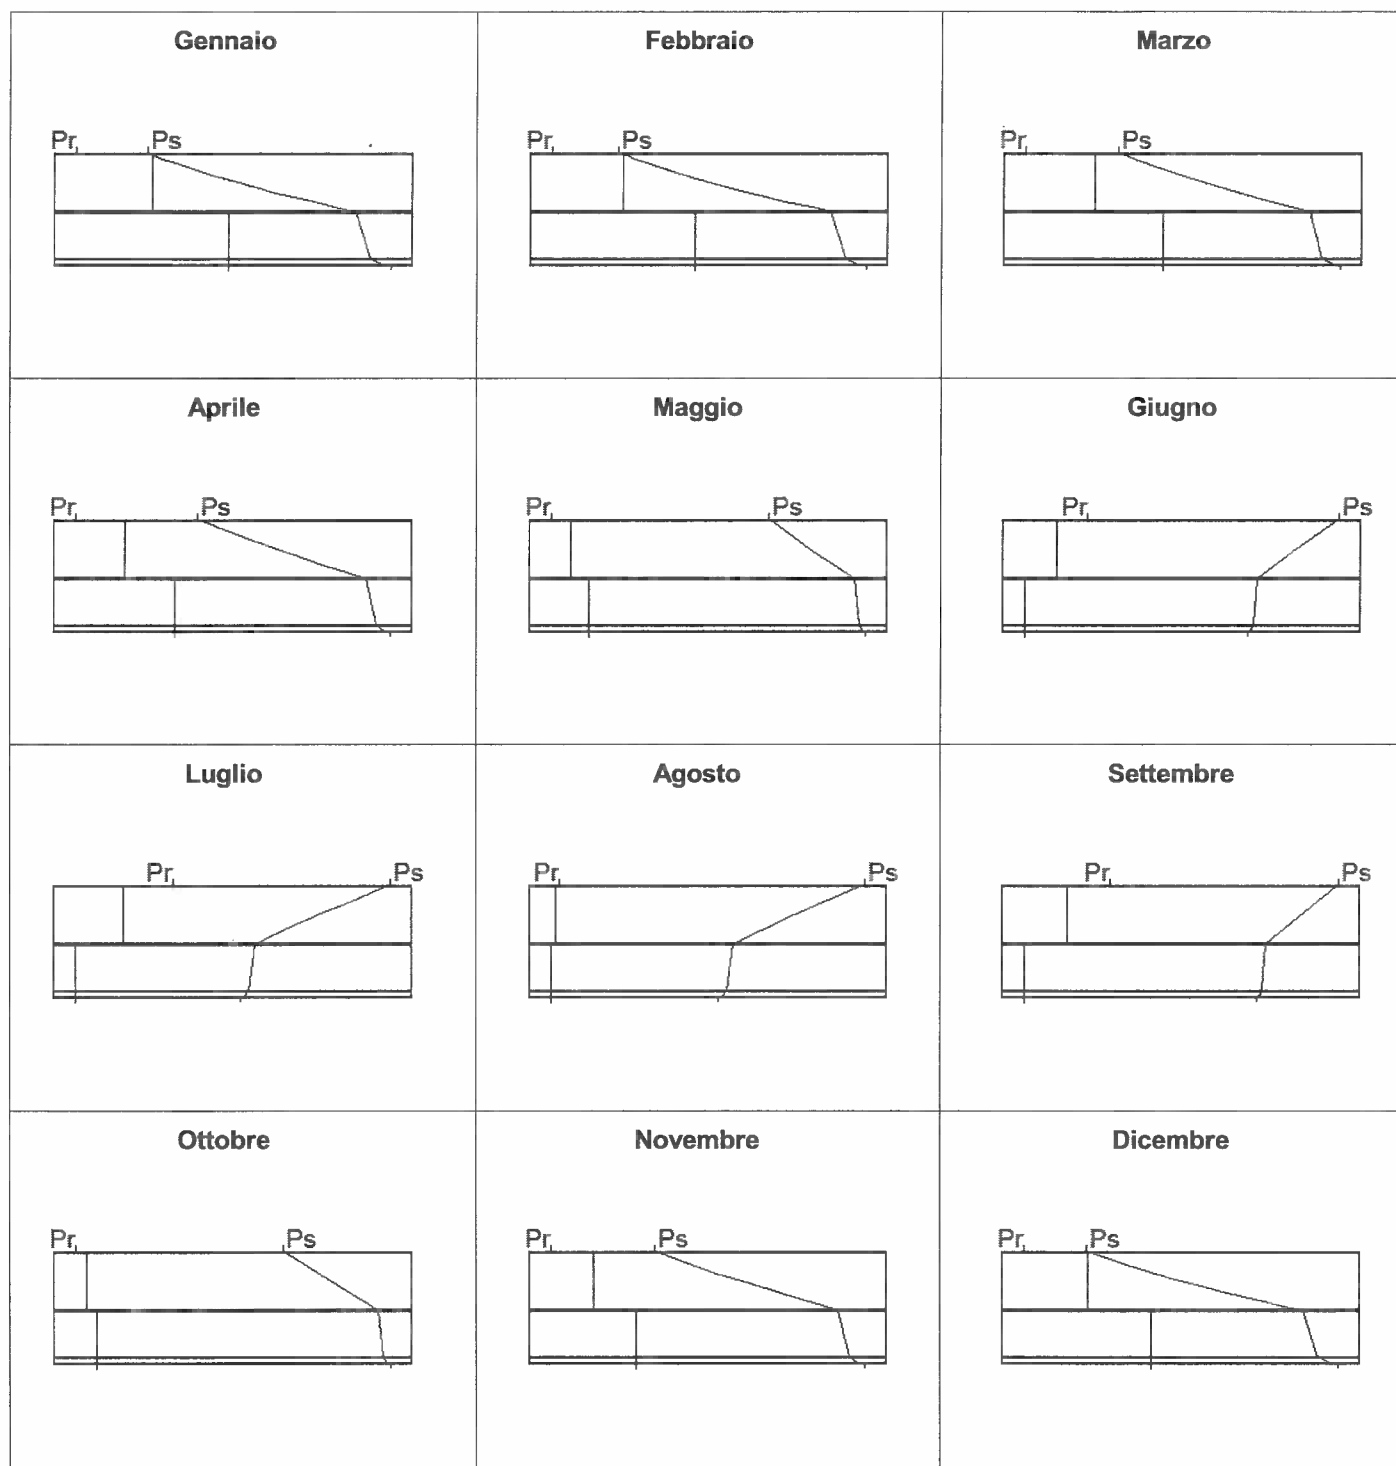 Gennaio Febbraio Marzo
Pr Ps Pr Ps Pr Ps
Aprile Maggio Giugno
Pr Ps Pr Ps Pr Ps
Luglio Agosto Settembre
Pr Ps Pr Ps Pr Ps
Ottobre Novembre Dicembre
Pr Ps Pr Ps Pr Ps